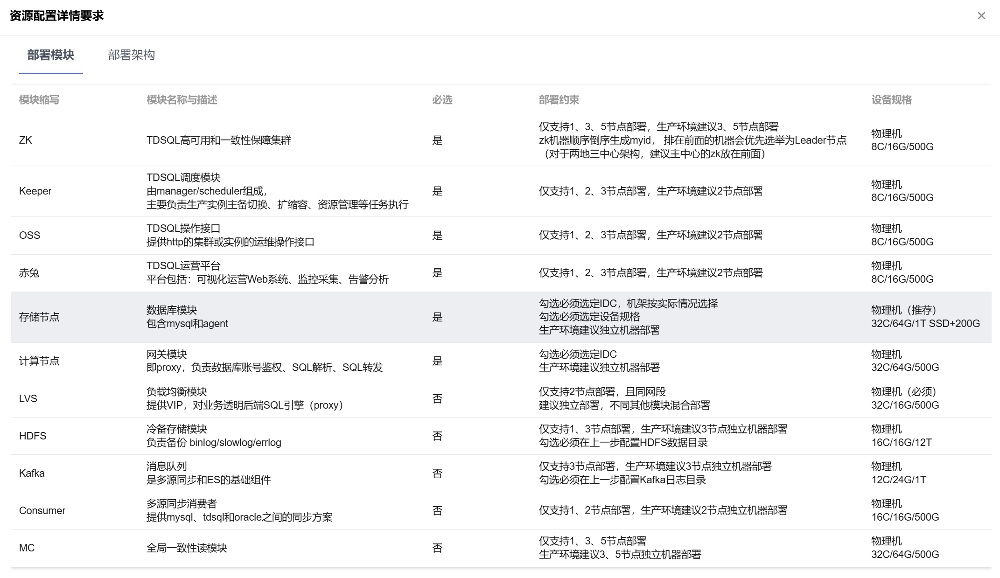 资源配置详情要求
部署模块 部署架构
模块缩写 模块名称与描述 必选 部署约束 设备规格
ZK
TDSQL高可用和一致性保障集群
是
仅支持1、3、5节点部署，生产环境建议3、5节点部署
zk机器顺序倒序生成myid， 排在前面的机器会优先选举为Leader节点
（对于两地三中心架构，建议主中心的zk放在前面）
物理机
8C/16G/500G
Keeper
TDSQL调度模块
由manager/scheduler组成，
主要负责生产实例主备切换、扩缩容、资源管理等任务执行
是
仅支持1、2、3节点部署，生产环境建议2节点部署
物理机
8C/16G/500G
OSS
TDSQL操作接口
提供http的集群或实例的运维操作接口
是
仅支持1、2、3节点部署，生产环境建议2节点部署
物理机
8C/16G/500G
赤兔
TDSQL运营平台
平台包括：可视化运营Web系统、监控采集、告警分析
是
仅支持1、2、3节点部署，生产环境建议2节点部署
物理机
8C/16G/500G
存储节点
数据库模块
包含mysql和agent
是
勾选必须选定IDC，机架按实际情况选择
勾选必须选定设备规格
生产环境建议独立机器部署
物理机（推荐）
32C/64G/1T SSD+200G
计算节点
网关模块
即proxy，负责数据库账号鉴权、SQL解析、SQL转发
是
勾选必须选定IDC
生产环境建议独立机器部署
物理机
32C/64G/500G
LVS
负载均衡模块
提供VIP，对业务透明后端SQL引擎（proxy）
否
仅支持2节点部署，且同网段
建议独立部署，不同其他模块混合部署
物理机（必须）
32C/16G/500G
HDFS
冷备存储模块
负责备份 binlog/slowlog/errlog
否
仅支持1、3节点部署，生产环境建议3节点独立机器部署
勾选必须在上一步配置HDFS数据目录
物理机
16C/16G/12T
Kafka
消息队列
是多源同步和ES的基础组件
否
仅支持3节点部署，生产环境建议3节点独立机器部署
勾选必须在上一步配置Kafka日志目录
物理机
12C/24G/1T
Consumer
多源同步消费者
提供mysql、tdsql和oracle之间的同步方案
否
仅支持1、2节点部署，生产环境建议2节点独立机器部署
物理机
16C/16G/500G
MC
全局一致性读模块
否
仅支持1、3、5节点部署
生产环境建议3、5节点独立机器部署
物理机
32C/64G/500G